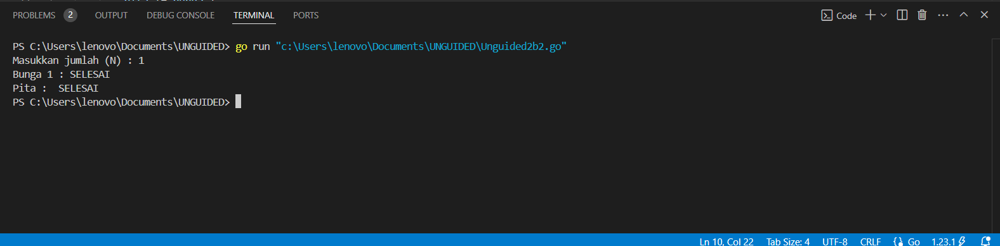 PROBLEMS 2 OUTPUT DEBUG CONSOLE TERMINAL PORTS Code
PS C:\Users\lenovo\Documents\UNGUIDED> go run "c:\Users\lenovo\Documents\UNGUIDED\Unguided2b2.go"
Masukkan jumlah (N) : 1
Bunga 1 : SELESAI
Pita :  SELESAI
PS C:\Users\lenovo\Documents\UNGUIDED>
Ln 10, Col 22 Tab Size: 4 UTF-8 CRLF Go 1.23.1